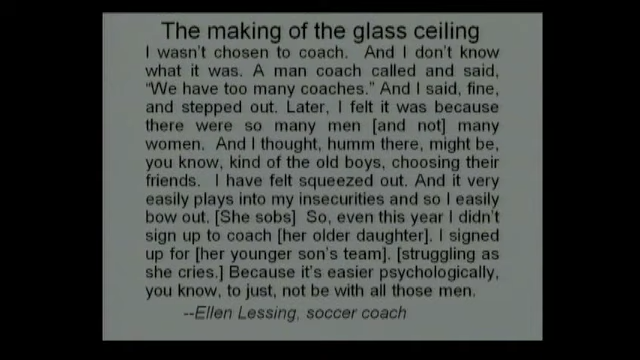 The making of the glass ceiling
I wasn't chosen to coach. And I don't know
what it was. A man coach called and said,
"We have too many coaches." And I said, fine,
and stepped out. Later, I felt it was because
there were so many men [and not] many
women. And I thought, humm there, might be,
you know, kind of the old boys, choosing their
friends. I have felt squeezed out. And it very
easily plays into my insecurities and so I easily
bow out. [She sobs] So, even this year I didn't
sign up to coach [her older daughter]. I signed
up for [her younger son's team]. [struggling as
she cries.] Because it's easier psychologically,
you know, to just, not be with all those men.
--Ellen Lessing, soccer coach